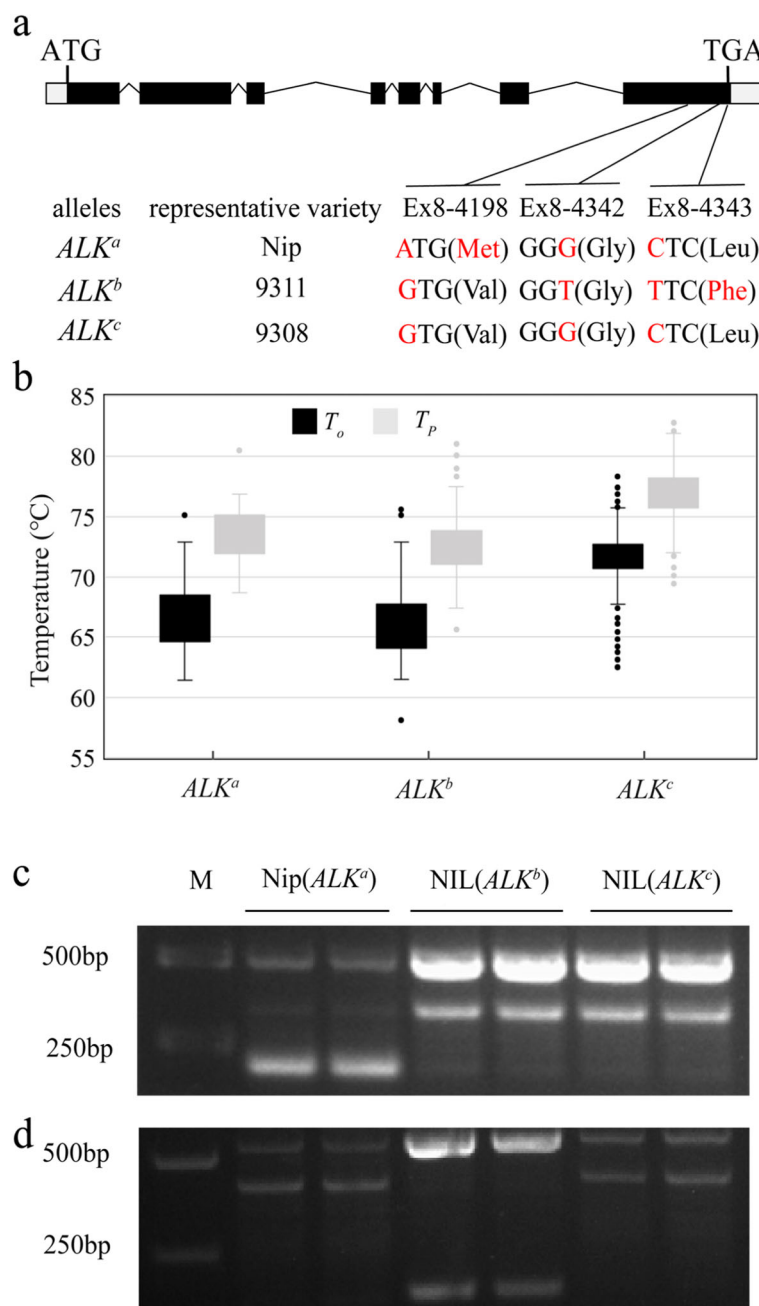 a
ATG TGA
alleles representative variety Ex8-4198 Ex8-4342 Ex8-4343
ALKᵃ Nip ATG(Met) GGG(Gly) CTC(Leu)
ALKᵇ 9311 GTG(Val) GGT(Gly) TTC(Phe)
ALKᶜ 9308 GTG(Val) GGG(Gly) CTC(Leu)
b
Temperature (°C)
85
80
75
70
65
60
55
Tₒ T_P
ALKᵃ ALKᵇ ALKᶜ
c
M Nip(ALKᵃ) NIL(ALKᵇ) NIL(ALKᶜ)
500bp
250bp
d
500bp
250bp